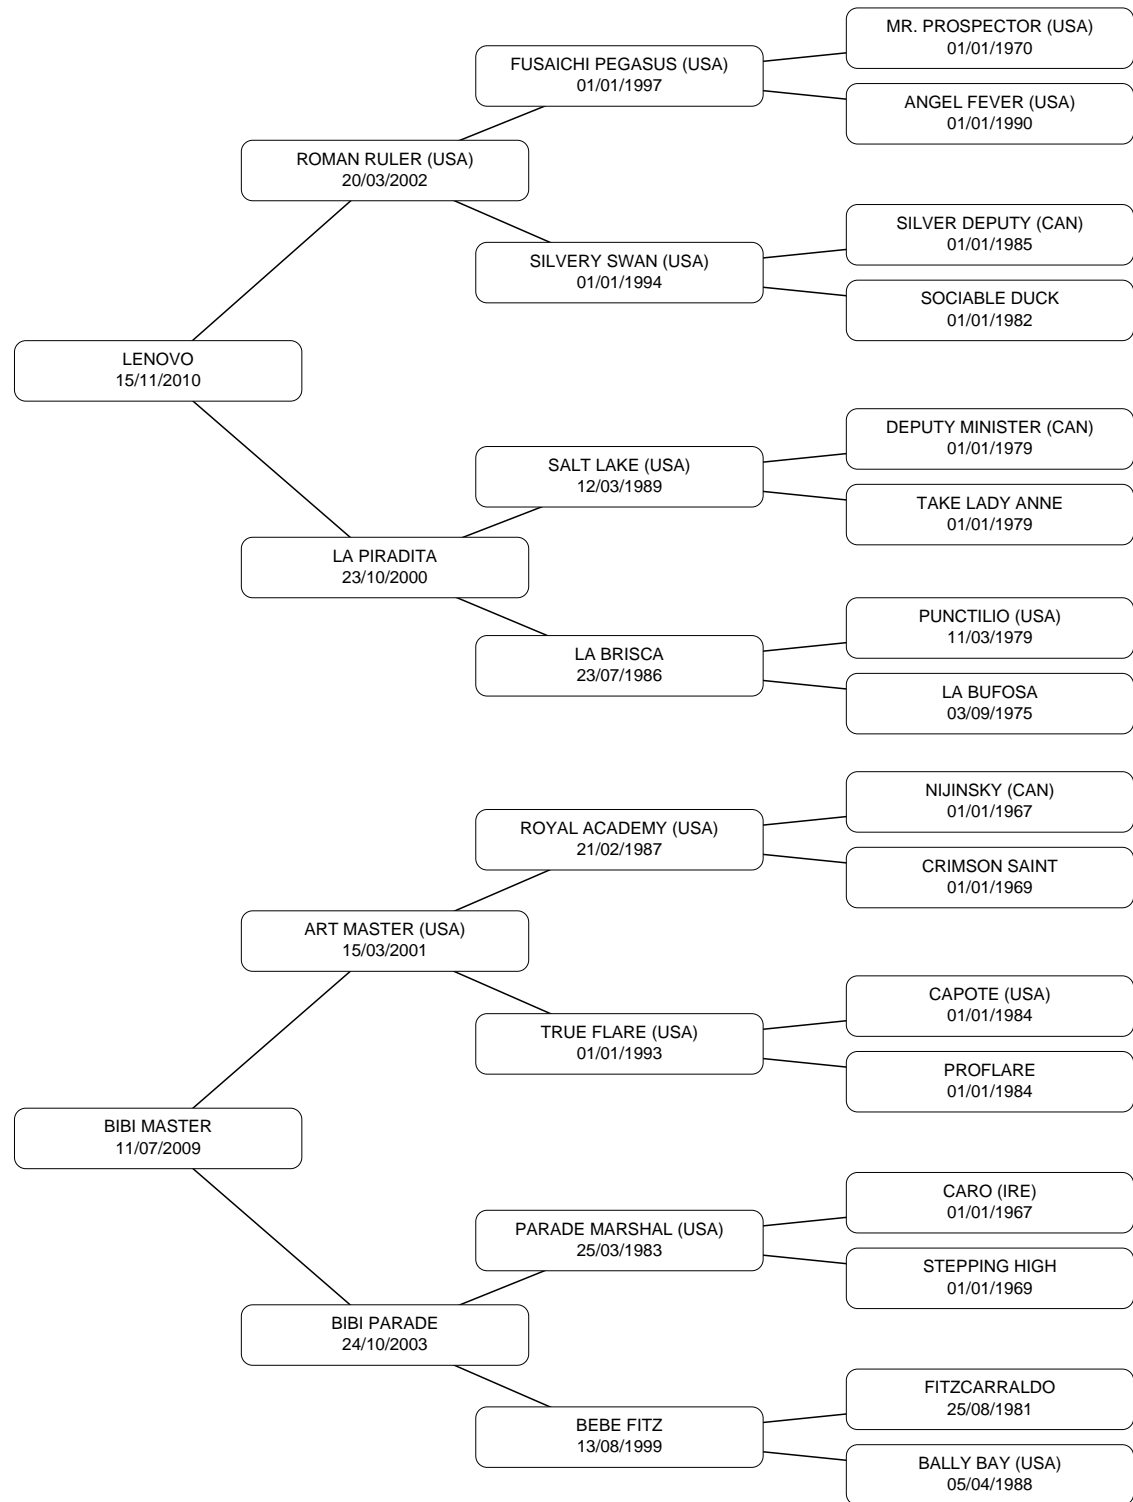 MR. PROSPECTOR (USA)
01/01/1970
FUSAICHI PEGASUS (USA)
01/01/1997
ANGEL FEVER (USA)
01/01/1990
ROMAN RULER (USA)
20/03/2002
SILVER DEPUTY (CAN)
01/01/1985
SILVERY SWAN (USA)
01/01/1994
SOCIABLE DUCK
01/01/1982
LENOVO
15/11/2010
DEPUTY MINISTER (CAN)
01/01/1979
SALT LAKE (USA)
12/03/1989
TAKE LADY ANNE
01/01/1979
LA PIRADITA
23/10/2000
PUNCTILIO (USA)
11/03/1979
LA BRISCA
23/07/1986
LA BUFOSA
03/09/1975
NIJINSKY (CAN)
01/01/1967
ROYAL ACADEMY (USA)
21/02/1987
CRIMSON SAINT
01/01/1969
ART MASTER (USA)
15/03/2001
CAPOTE (USA)
01/01/1984
TRUE FLARE (USA)
01/01/1993
PROFLARE
01/01/1984
BIBI MASTER
11/07/2009
CARO (IRE)
01/01/1967
PARADE MARSHAL (USA)
25/03/1983
STEPPING HIGH
01/01/1969
BIBI PARADE
24/10/2003
FITZCARRALDO
25/08/1981
BEBE FITZ
13/08/1999
BALLY BAY (USA)
05/04/1988